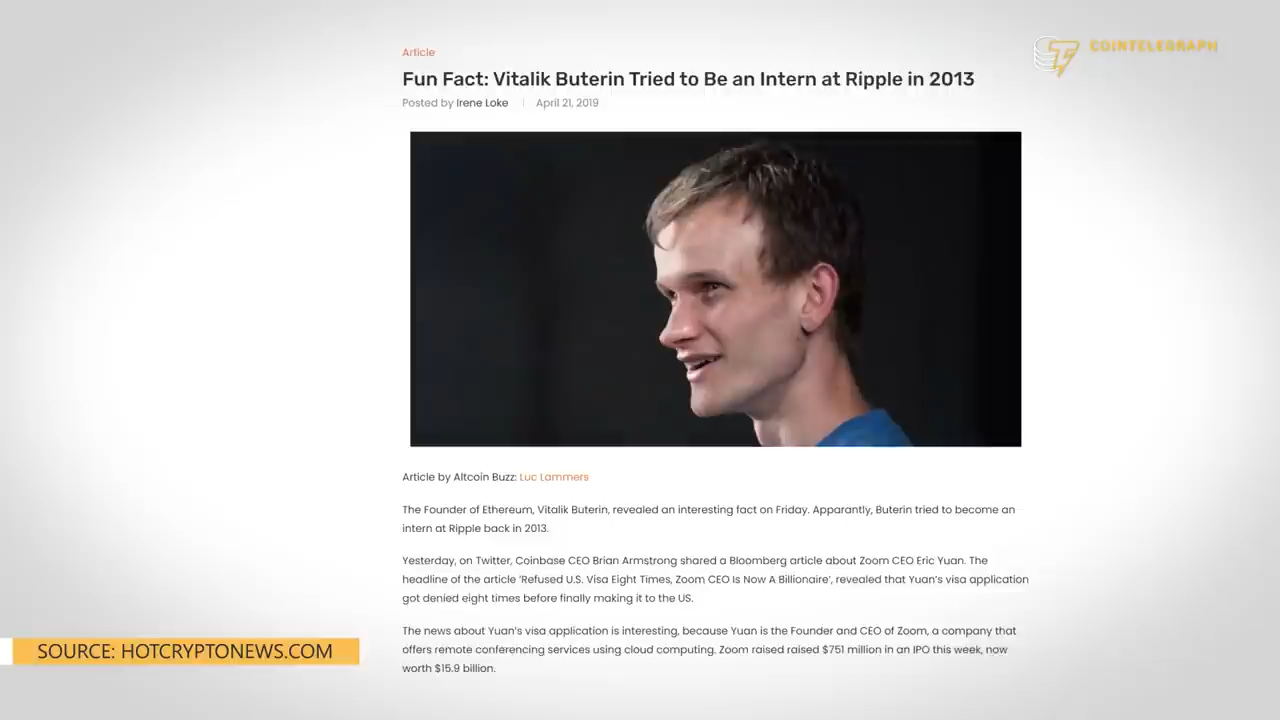 Article
COINTELEGRAPH
Fun Fact: Vitalik Buterin Tried to Be an Intern at Ripple in 2013
Posted by Irene Loke | April 21, 2019
Article by Altcoin Buzz: Luc Lammers
The Founder of Ethereum, Vitalik Buterin, revealed an interesting fact on Friday. Apparantly, Buterin tried to become an
intern at Ripple back in 2013.
Yesterday, on Twitter, Coinbase CEO Brian Armstrong shared a Bloomberg article about Zoom CEO Eric Yuan. The
headline of the article 'Refused U.S. Visa Eight Times, Zoom CEO Is Now A Billionaire', revealed that Yuan's visa application
got denied eight times before finally making it to the US.
The news about Yuan's visa application is interesting, because Yuan is the Founder and CEO of Zoom, a company that
offers remote conferencing services using cloud computing. Zoom raised raised $751 million in an IPO this week, now
worth $15.9 billion.
SOURCE: HOTCRYPTONEWS.COM